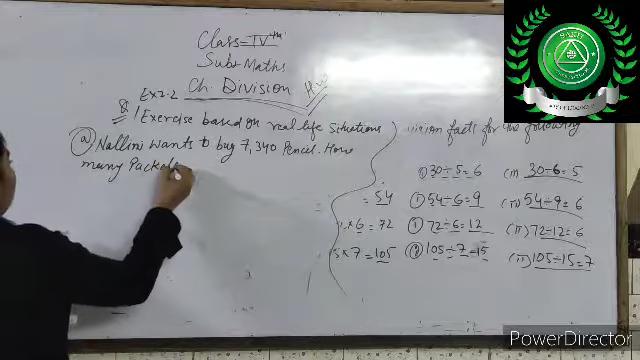 Class - IV th
Sub:- Maths
Ch. Division
Ex 2.2
Q 1 Exercise based on real life situations
(a) Nallini wants to buy 7,340 Pencil. How
many Packets
vision facts for the following
(i) 30÷5=6 (ii) 30÷6=5
= 54 (i) 54÷6=9 (ii) 54÷9=6
× 6 = 72 (i) 72÷6=12 (ii) 72÷12=6
5 × 7 = 105 (i) 105÷7=15 (ii) 105÷15=7
PowerDirector